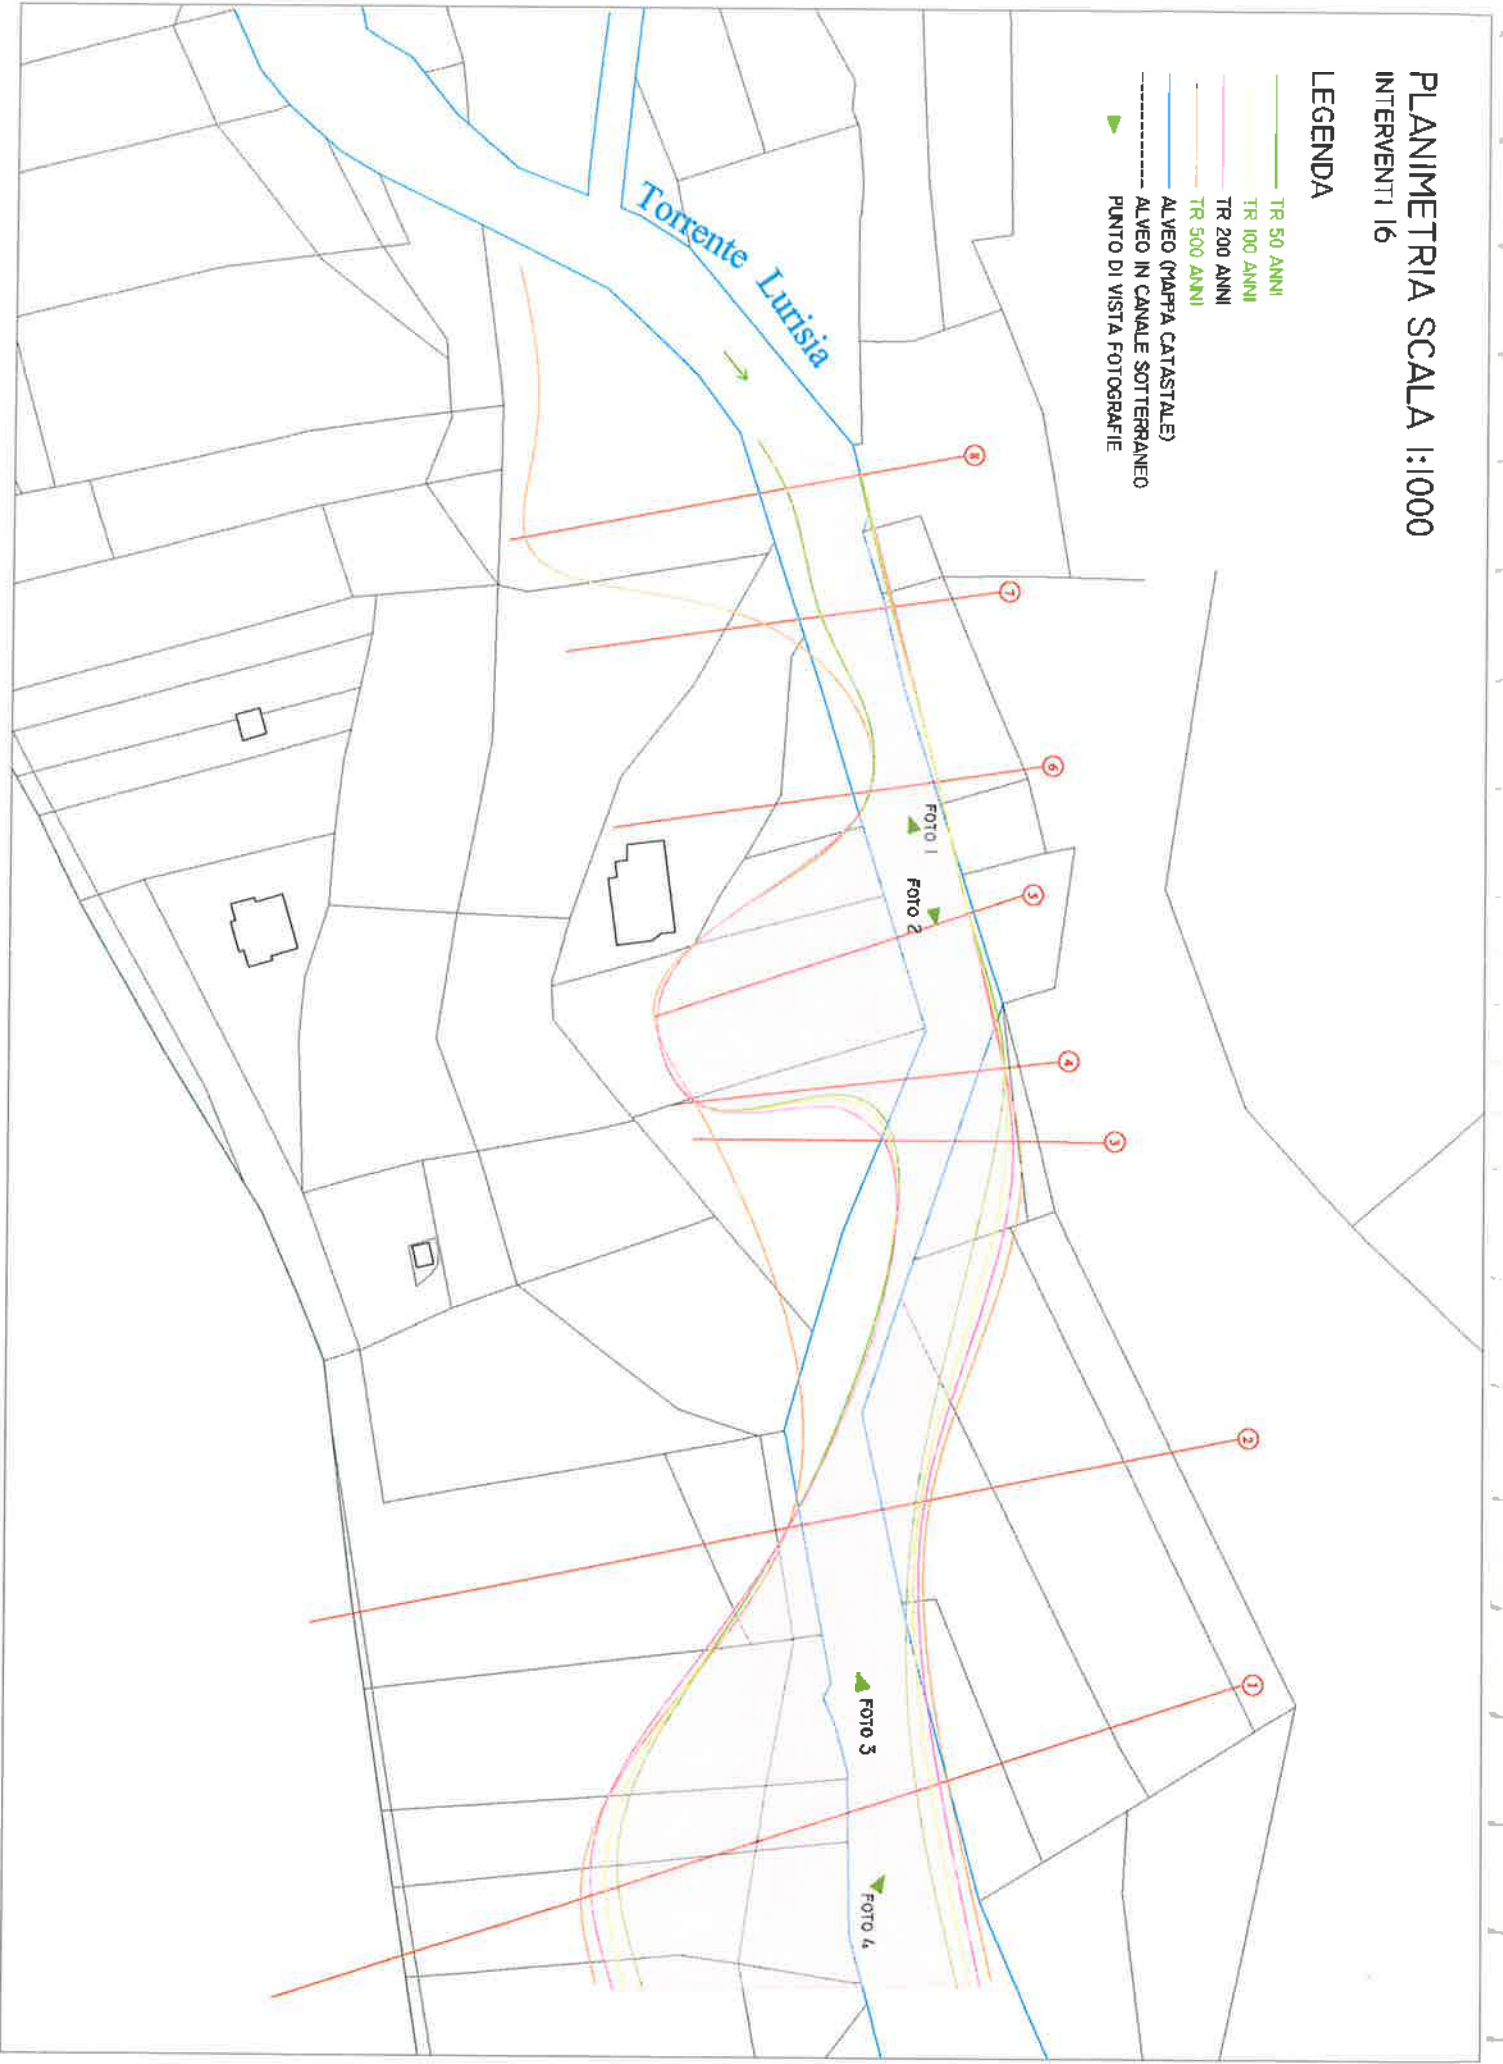 PLANIMETRIA SCALA 1:1000
INTERVENTI 16
LEGENDA
TR 50 ANNI
TR 100 ANNI
TR 200 ANNI
TR 500 ANNI
ALVEO (MAPPA CATASTALE)
ALVEO IN CANALE SOTTERRANEO
PUNTO DI VISTA FOTOGRAFIE
Torrente Lurisia
8
7
6
5
4
3
2
1
FOTO 1
FOTO 2
FOTO 3
FOTO 4